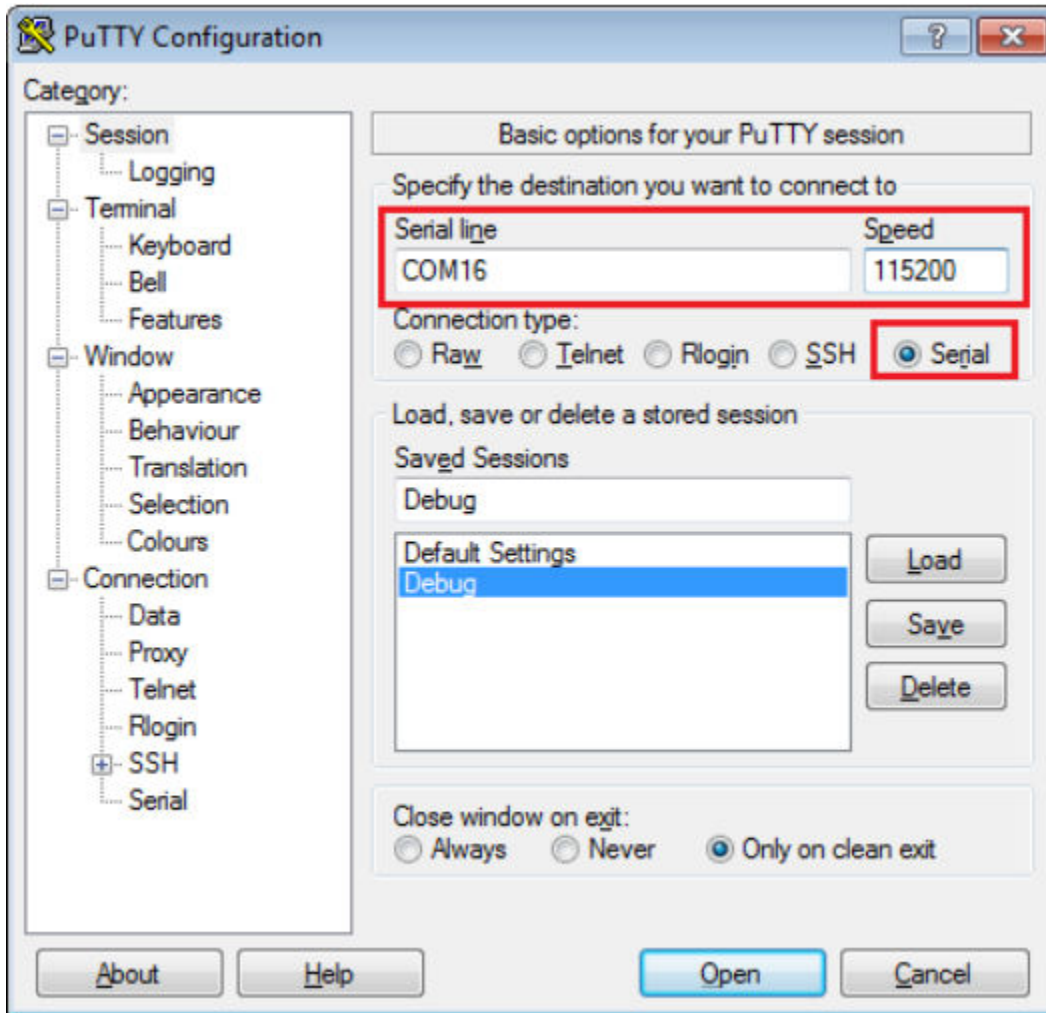 PuTTY Configuration
Category:
Session
Logging
Terminal
Keyboard
Bell
Features
Window
Appearance
Behaviour
Translation
Selection
Colours
Connection
Data
Proxy
Telnet
Rlogin
SSH
Serial
Basic options for your PuTTY session
Specify the destination you want to connect to
Serial line Speed
COM16 115200
Connection type:
Raw Telnet Rlogin SSH Serial
Load, save or delete a stored session
Saved Sessions
Debug
Default Settings
Debug
Load
Save
Delete
Close window on exit:
Always Never Only on clean exit
About Help Open Cancel